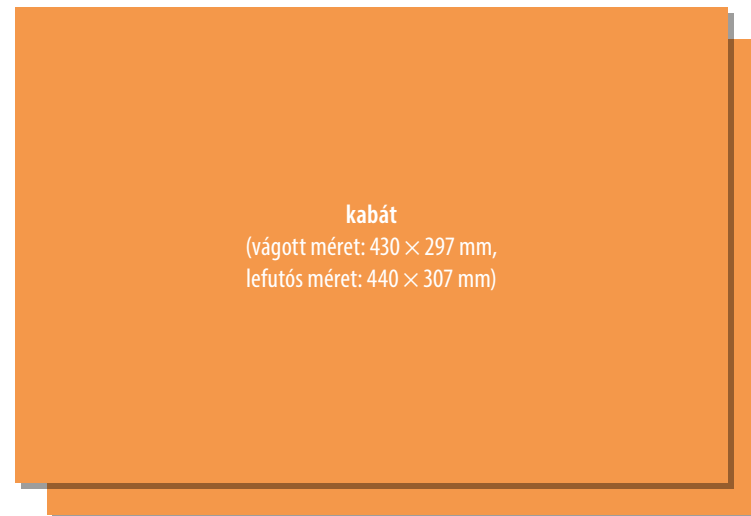 kabát
(vágott méret: 430 × 297 mm,
lefutós méret: 440 × 307 mm)